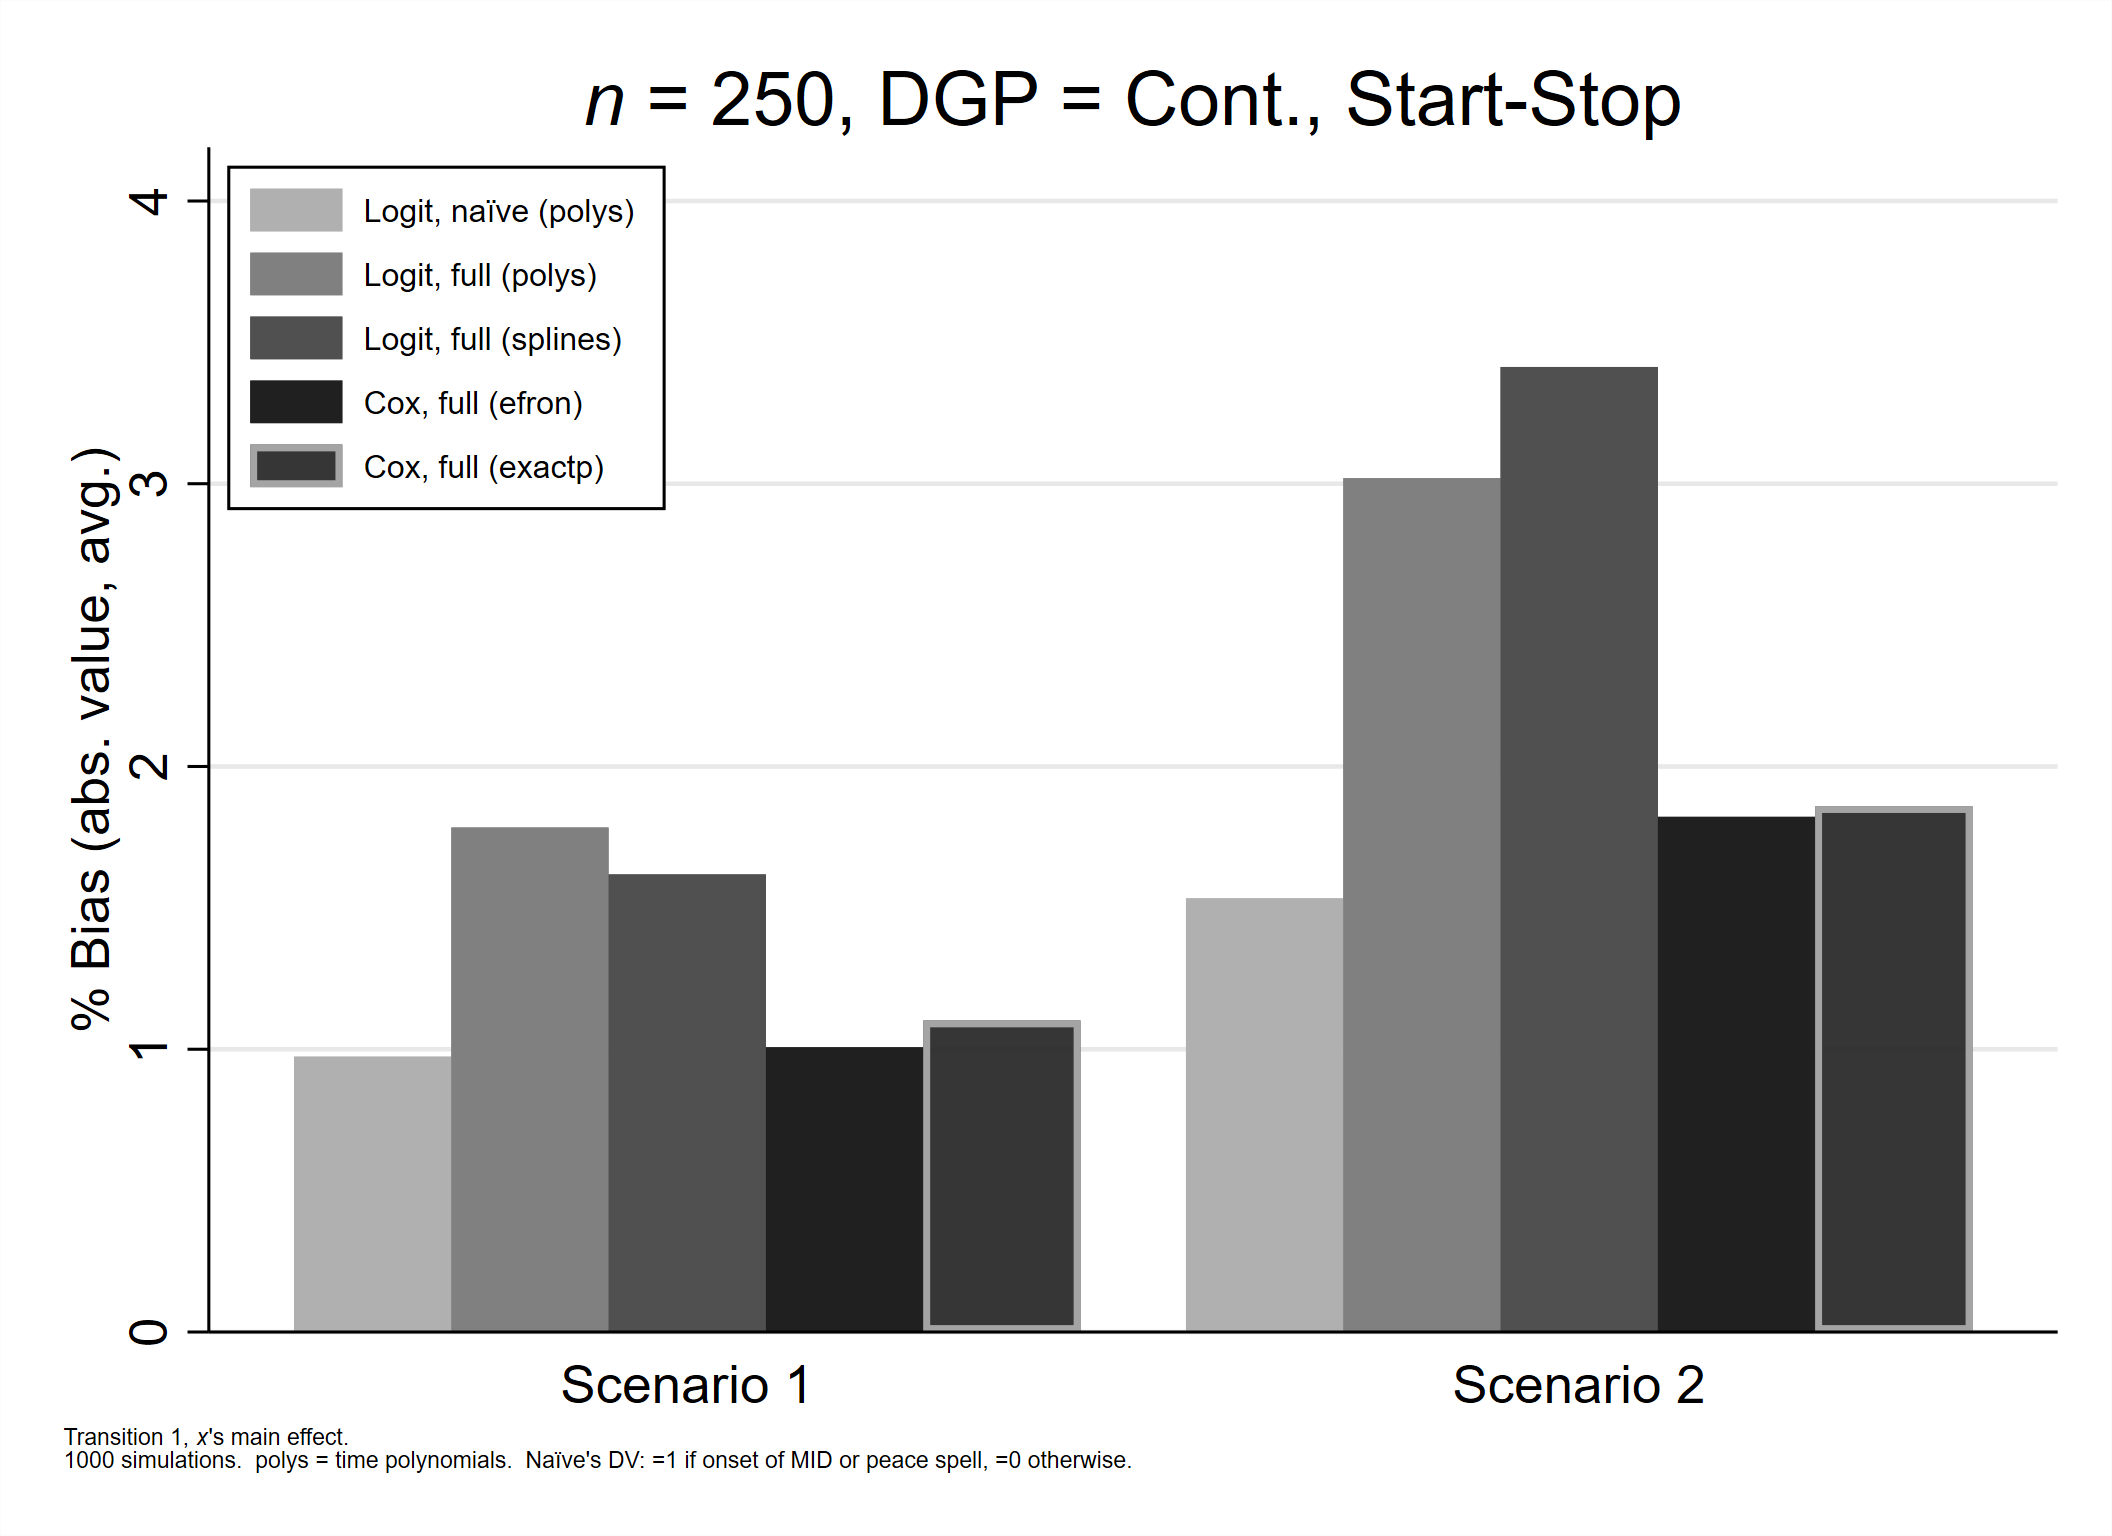 n = 250, DGP = Cont., Start-Stop
Logit, naïve (polys)
Logit, full (polys)
Logit, full (splines)
Cox, full (efron)
Cox, full (exactp)
% Bias (abs. value, avg.)
4
3
2
1
0
Scenario 1
Scenario 2
Transition 1, x's main effect.
1000 simulations.  polys = time polynomials.  Naïve's DV: =1 if onset of MID or peace spell, =0 otherwise.